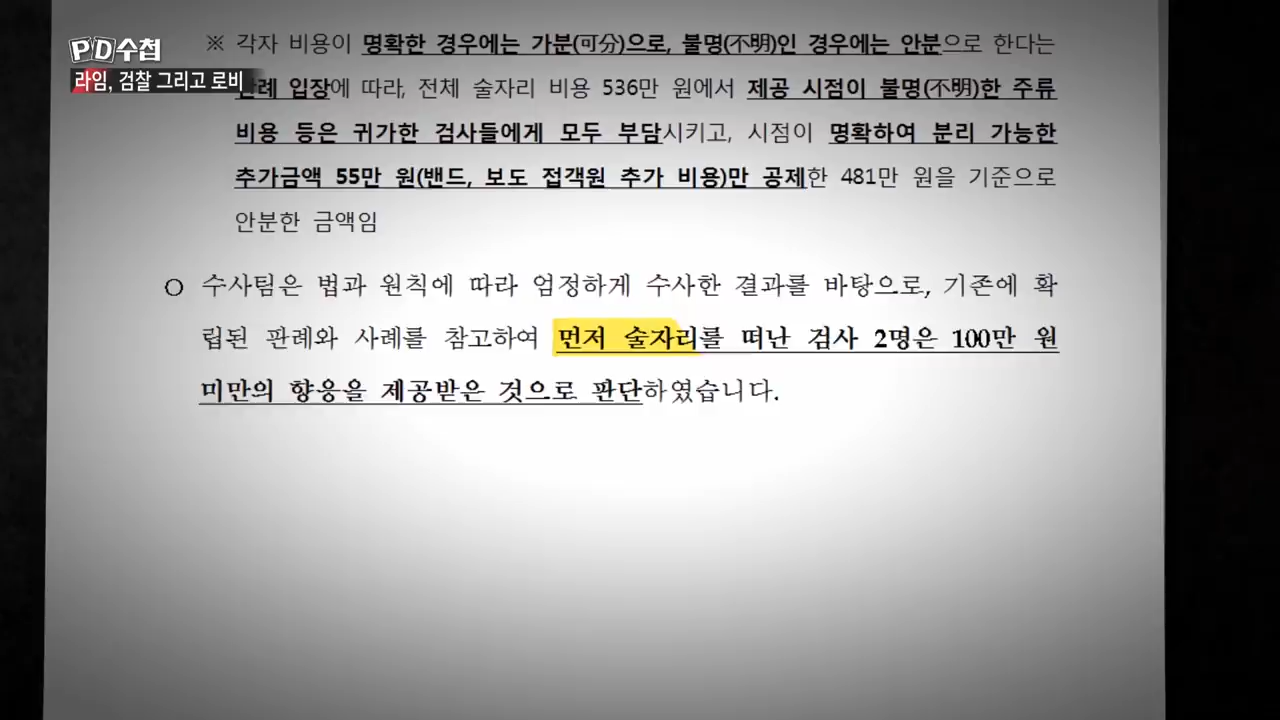 PD수첩
라임, 검찰 그리고 로비
※ 각자 비용이 명확한 경우에는 가분(可分)으로, 불명(不明)인 경우에는 안분으로 한다는
판례 입장에 따라, 전체 술자리 비용 536만 원에서 제공 시점이 불명(不明)한 주류
비용 등은 귀가한 검사들에게 모두 부담시키고, 시점이 명확하여 분리 가능한
추가금액 55만 원(밴드, 보도 접객원 추가 비용)만 공제한 481만 원을 기준으로
안분한 금액임
○ 수사팀은 법과 원칙에 따라 엄정하게 수사한 결과를 바탕으로, 기존에 확
립된 판례와 사례를 참고하여 먼저 술자리를 떠난 검사 2명은 100만 원
미만의 향응을 제공받은 것으로 판단하였습니다.